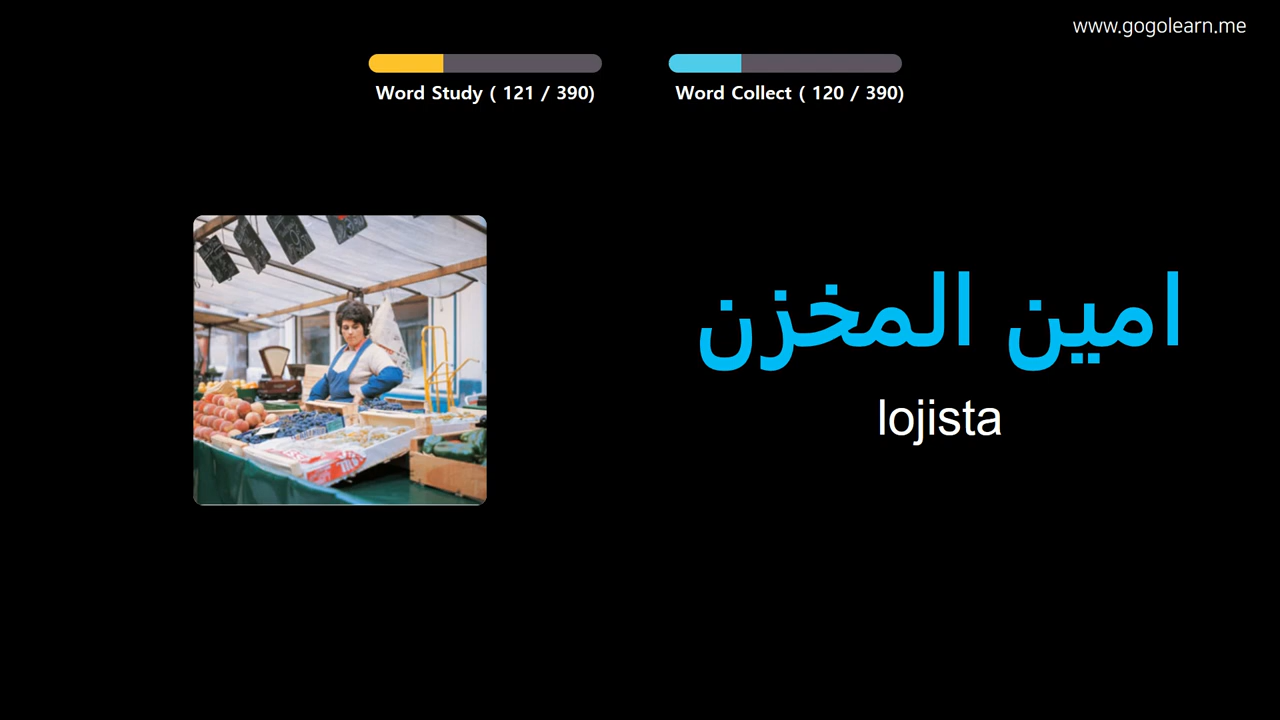 www.gogolearn.me
Word Study ( 121 / 390)
Word Collect ( 120 / 390)
امين المخزن
lojista